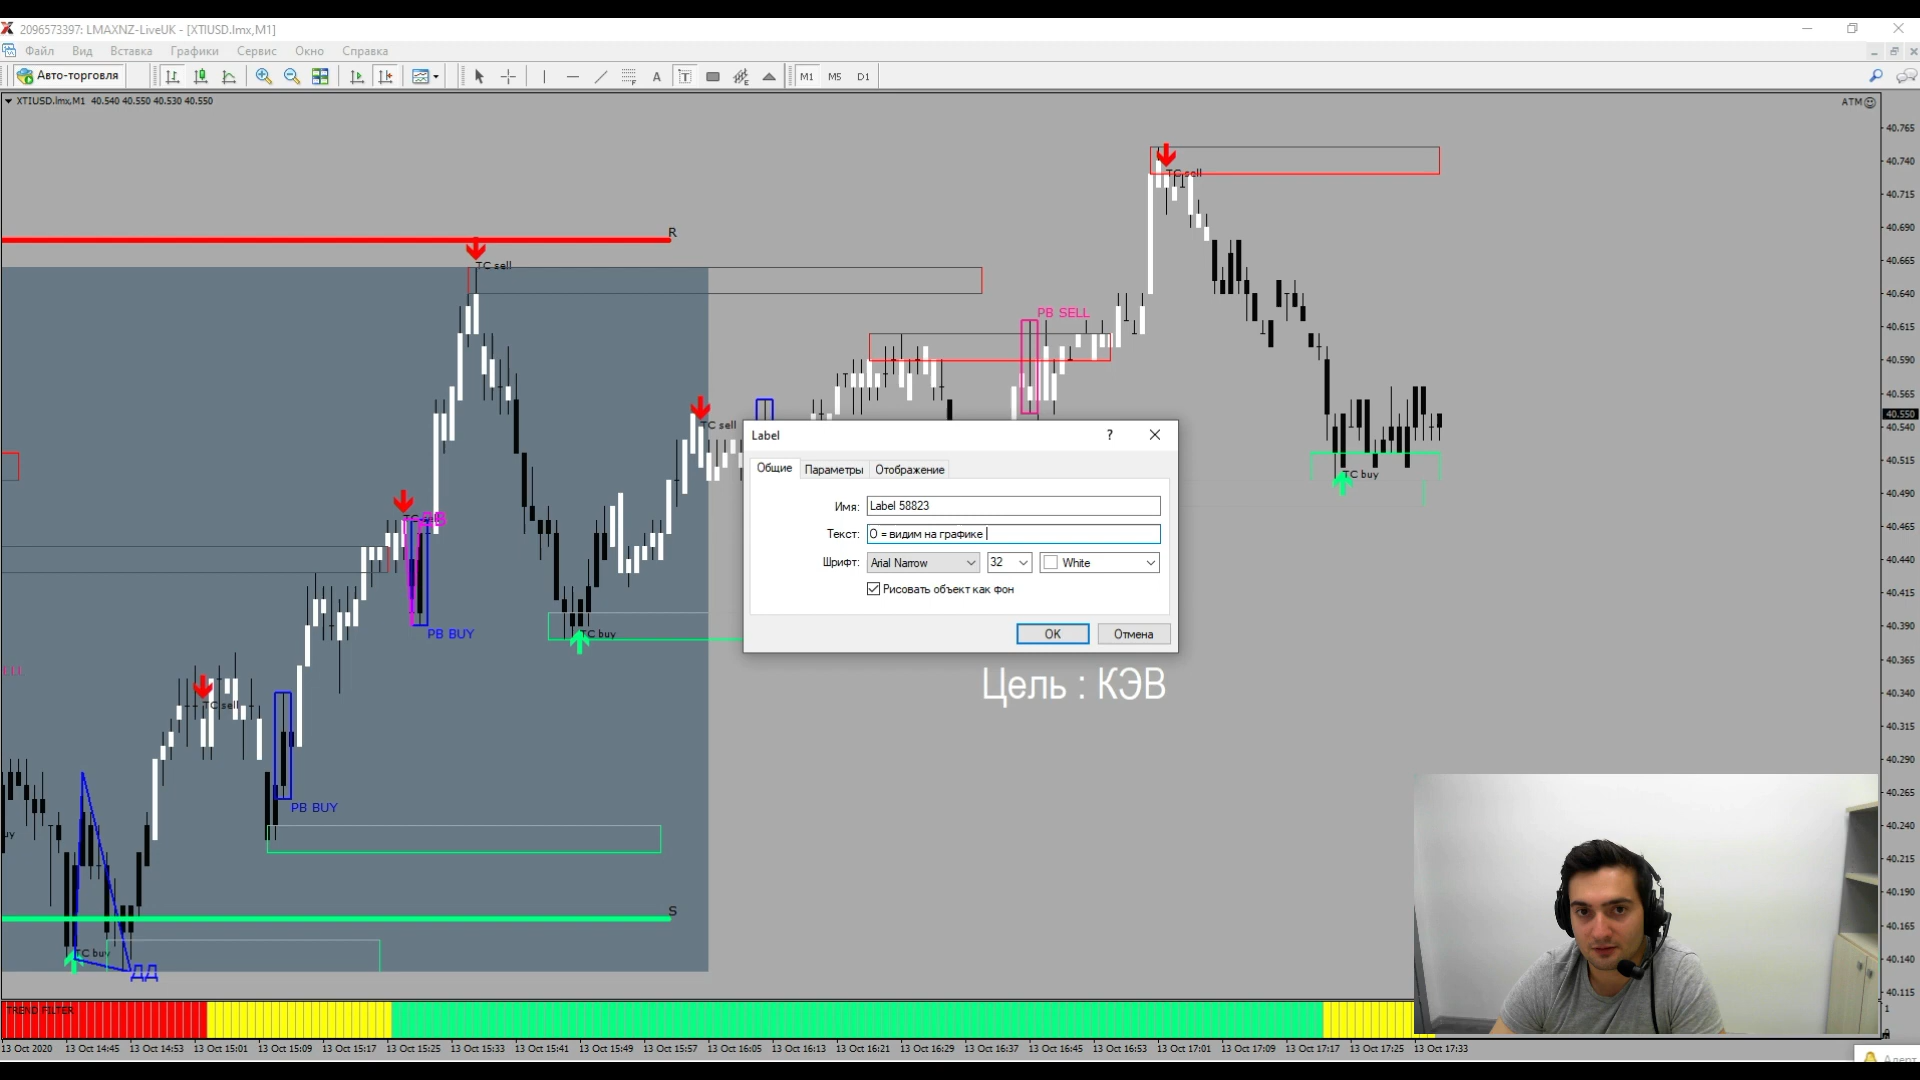 2096573397: LMAXNZ-LiveUK - [XTIUSD.lmx,M1]
Файл Вид Вставка Графики Сервис Окно Справка
Авто-торговля
A T M1 M5 D1
XTIUSD.lmx,M1 40.540 40.550 40.530 40.550
ATM
40.765
40.740
TC sell
40.715
R
40.690
TC sell
40.665
40.640
PB SELL
40.615
40.590
40.565
40.550
TC sell
40.540
Label
Общие Параметры Отображение
40.515
TC buy
40.490
Имя: Label 58823
40.465
Текст: О = видим на графике
40.440
Шрифт: Arial Narrow 32 White
Рисовать объект как фон
40.415
40.390
PB BUY
TC buy
OK Отмена
40.365
Цель : КЭВ
40.340
TC sell
40.315
40.290
40.265
PB BUY
40.240
40.215
40.190
S
40.165
TC buy
40.140
ДД
40.115
TREND FILTER
1
13 Oct 2020 13 Oct 14:45 13 Oct 14:53 13 Oct 15:01 13 Oct 15:09 13 Oct 15:17 13 Oct 15:25 13 Oct 15:33 13 Oct 15:41 13 Oct 15:49 13 Oct 15:57 13 Oct 16:05 13 Oct 16:13 13 Oct 16:21 13 Oct 16:29 13 Oct 16:37 13 Oct 16:45 13 Oct 16:53 13 Oct 17:01 13 Oct 17:09 13 Oct 17:17 13 Oct 17:25 13 Oct 17:33